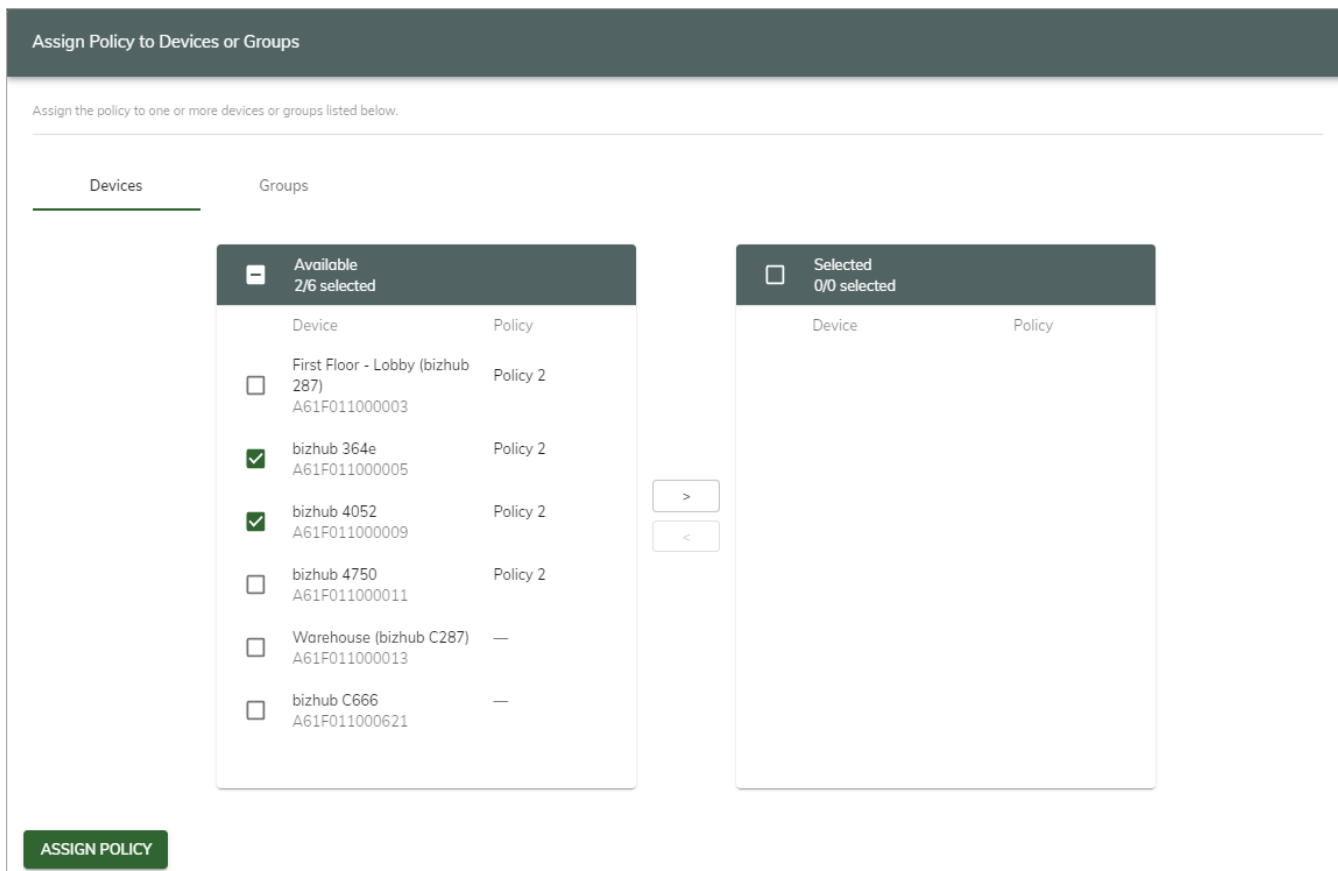 Assign Policy to Devices or Groups
Assign the policy to one or more devices or groups listed below.
Devices
Groups
Available
2/6 selected
Device
Policy
First Floor - Lobby (bizhub
287)
A61F011000003
Policy 2
bizhub 364e
A61F011000005
Policy 2
bizhub 4052
A61F011000009
Policy 2
bizhub 4750
A61F011000011
Policy 2
Warehouse (bizhub C287)
A61F011000013
—
bizhub C666
A61F011000621
—
>
<
Selected
0/0 selected
Device
Policy
ASSIGN POLICY